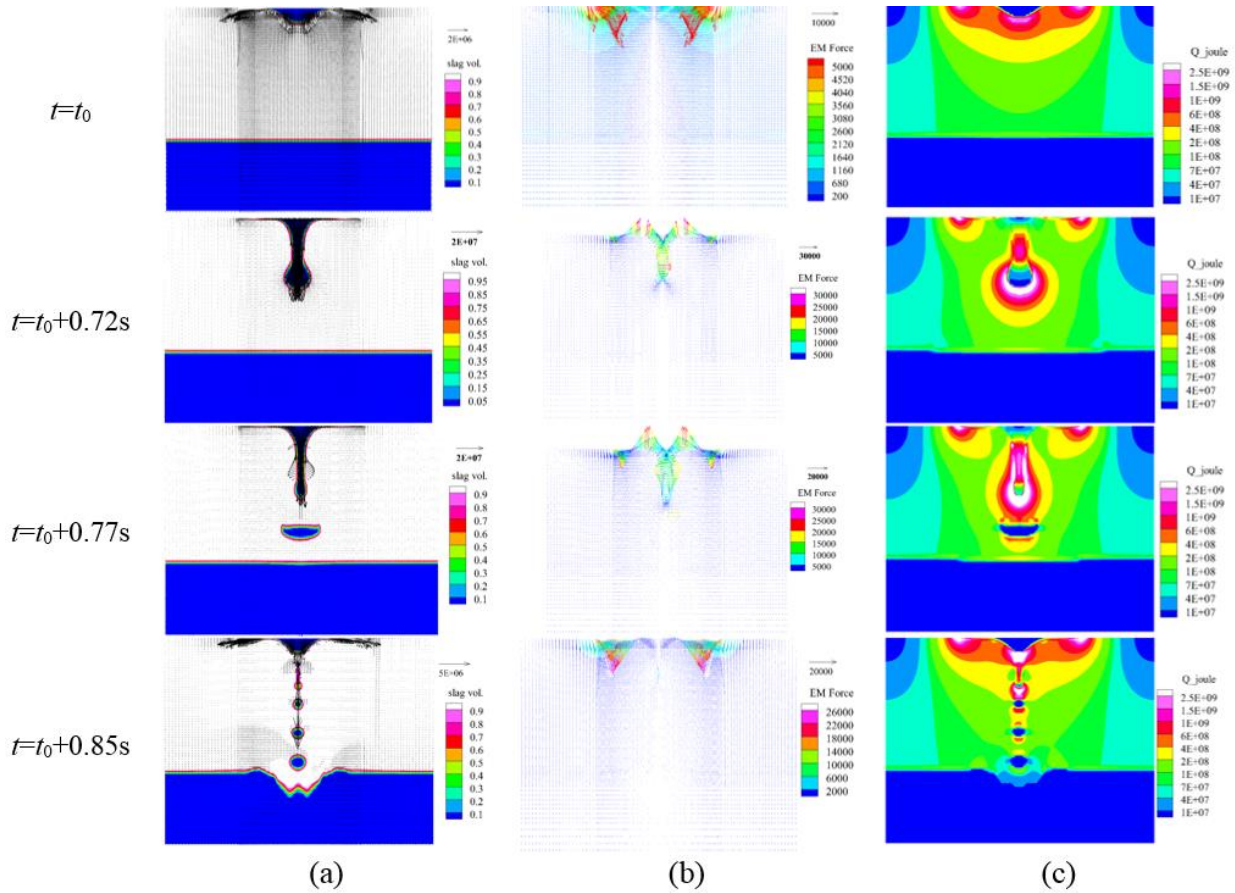 t=t0
2E+06
slag vol.
0.9
0.8
0.7
0.6
0.5
0.4
0.3
0.2
0.1
10000
EM Force
5000
4520
4040
3560
3080
2600
2120
1640
1160
680
200
Q_joule
2.5E+09
1.5E+09
1E+09
6E+08
4E+08
2E+08
1E+08
7E+07
4E+07
1E+07
t=t0+0.72s
2E+07
slag vol.
0.95
0.85
0.75
0.65
0.55
0.45
0.35
0.25
0.15
0.05
30000
EM Force
30000
25000
20000
15000
10000
5000
Q_joule
2.5E+09
1.5E+09
1E+09
6E+08
4E+08
2E+08
1E+08
7E+07
4E+07
1E+07
t=t0+0.77s
2E+07
slag vol.
0.9
0.8
0.7
0.6
0.5
0.4
0.3
0.2
0.1
20000
EM Force
30000
25000
20000
15000
10000
5000
Q_joule
2.5E+09
1.5E+09
1E+09
6E+08
4E+08
2E+08
1E+08
7E+07
4E+07
1E+07
t=t0+0.85s
5E+06
slag vol.
0.9
0.8
0.7
0.6
0.5
0.4
0.3
0.2
0.1
20000
EM Force
26000
22000
18000
14000
10000
6000
2000
Q_joule
2.5E+09
1.5E+09
1E+09
6E+08
4E+08
2E+08
1E+08
7E+07
4E+07
1E+07
(a)
(b)
(c)